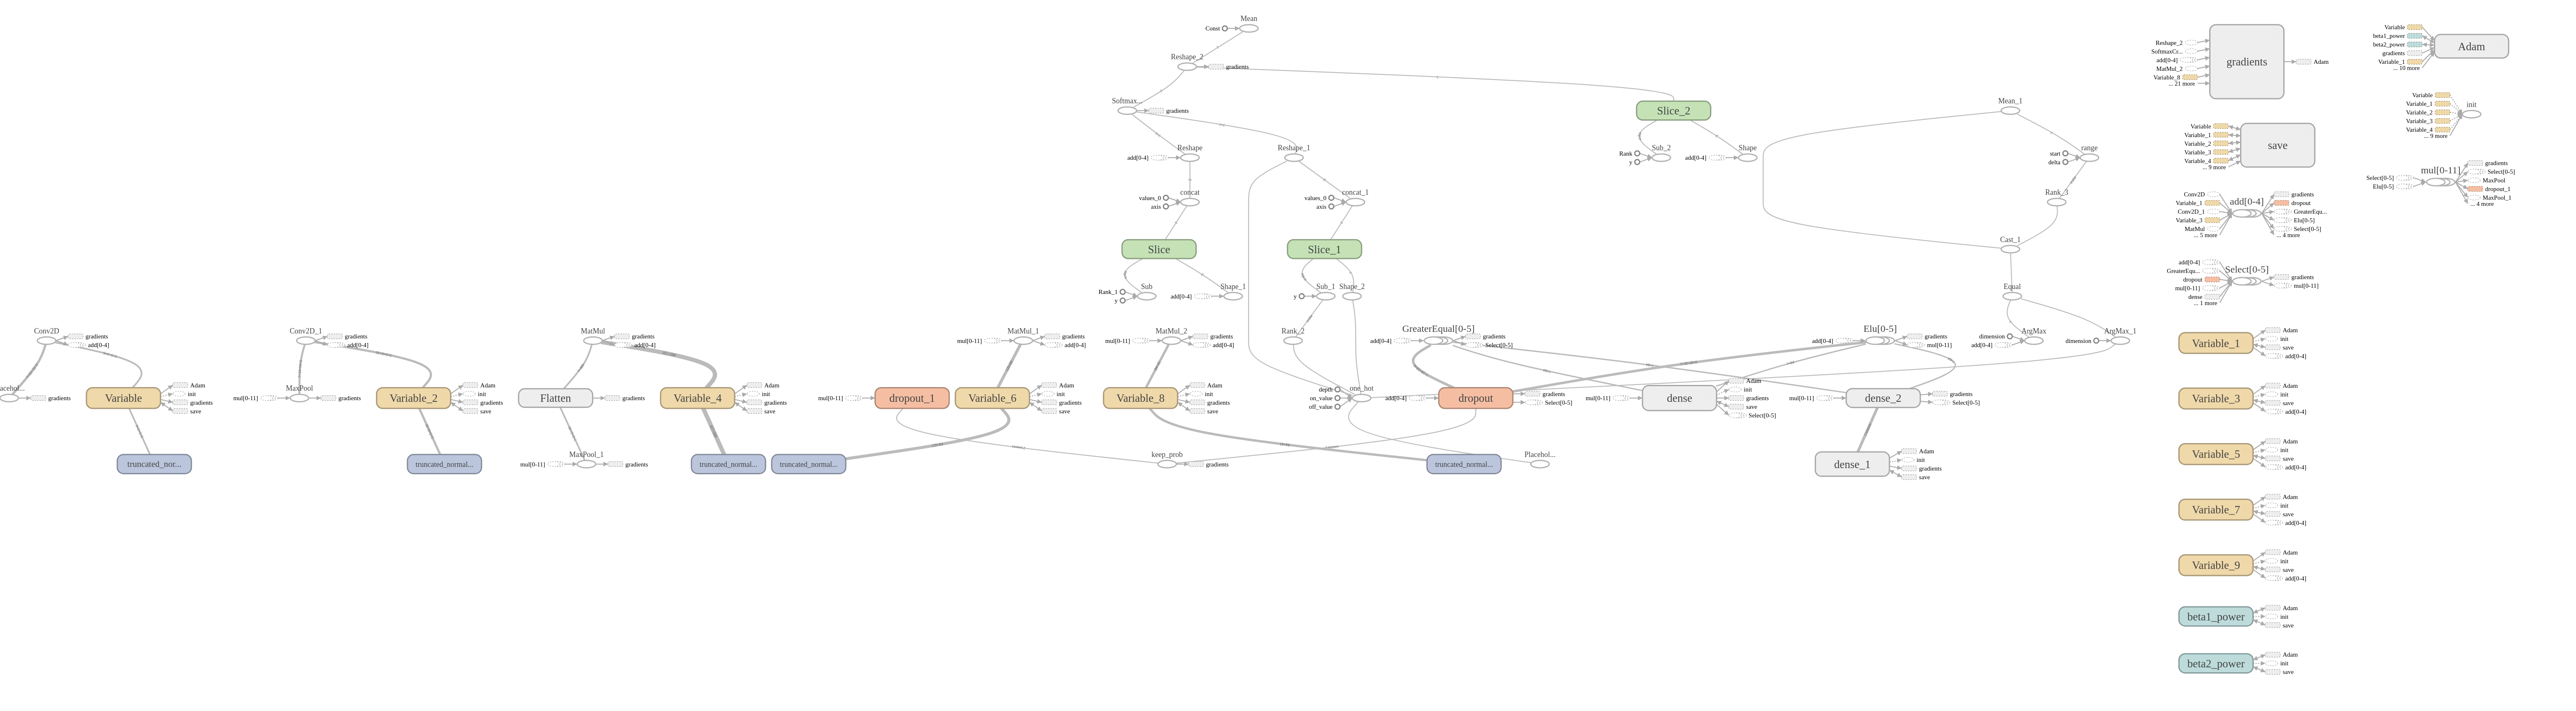 Mean
Const
Reshape_2
gradients
Softmax...
gradients
Slice_2
Reshape
add[0-4]
Reshape_1
Rank
y
Sub_2
add[0-4]
Shape
Mean_1
start
delta
range
concat
values_0
axis
concat_1
values_0
axis
Rank_3
Slice
Slice_1
Cast_1
Rank_1
y
Sub
add[0-4]
Shape_1
y
Sub_1
Shape_2
Equal
Conv2D
gradients
add[0-4]
Conv2D_1
gradients
add[0-4]
MatMul
gradients
add[0-4]
mul[0-11]
MatMul_1
gradients
add[0-4]
mul[0-11]
MatMul_2
gradients
add[0-4]
Rank_2
add[0-4]
GreaterEqual[0-5]
gradients
Select[0-5]
add[0-4]
Elu[0-5]
gradients
mul[0-11]
dimension
add[0-4]
ArgMax
dimension
ArgMax_1
acehol...
gradients
Variable
Adam
init
gradients
save
mul[0-11]
MaxPool
gradients
Variable_2
Adam
init
gradients
save
Flatten
gradients
Variable_4
Adam
init
gradients
save
mul[0-11]
dropout_1
Variable_6
Adam
init
gradients
save
Variable_8
Adam
init
gradients
save
depth
on_value
off_value
one_hot
add[0-4]
dropout
gradients
Select[0-5]
mul[0-11]
dense
Adam
init
gradients
save
Select[0-5]
mul[0-11]
dense_2
gradients
Select[0-5]
truncated_nor...
truncated_normal...
mul[0-11]
MaxPool_1
gradients
truncated_normal...
truncated_normal...
keep_prob
gradients
truncated_normal...
Placehol...
dense_1
Adam
init
gradients
save
Reshape_2
SoftmaxCr...
add[0-4]
MatMul_2
Variable_8
... 21 more
gradients
Adam
Variable
Variable_1
Variable_2
Variable_3
Variable_4
... 9 more
save
Conv2D
Variable_1
Conv2D_1
Variable_3
MatMul
... 5 more
add[0-4]
gradients
dropout
GreaterEqu...
Elu[0-5]
Select[0-5]
... 4 more
add[0-4]
GreaterEqu...
dropout
mul[0-11]
dense
... 1 more
Select[0-5]
gradients
mul[0-11]
Variable_1
Adam
init
save
add[0-4]
Variable_3
Adam
init
save
add[0-4]
Variable_5
Adam
init
save
add[0-4]
Variable_7
Adam
init
save
add[0-4]
Variable_9
Adam
init
save
add[0-4]
beta1_power
Adam
init
save
beta2_power
Adam
init
save
Variable
beta1_power
beta2_power
gradients
Variable_1
... 10 more
Adam
Variable
Variable_1
Variable_2
Variable_3
Variable_4
... 9 more
init
Select[0-5]
Elu[0-5]
mul[0-11]
gradients
Select[0-5]
MaxPool
dropout_1
MaxPool_1
... 4 more